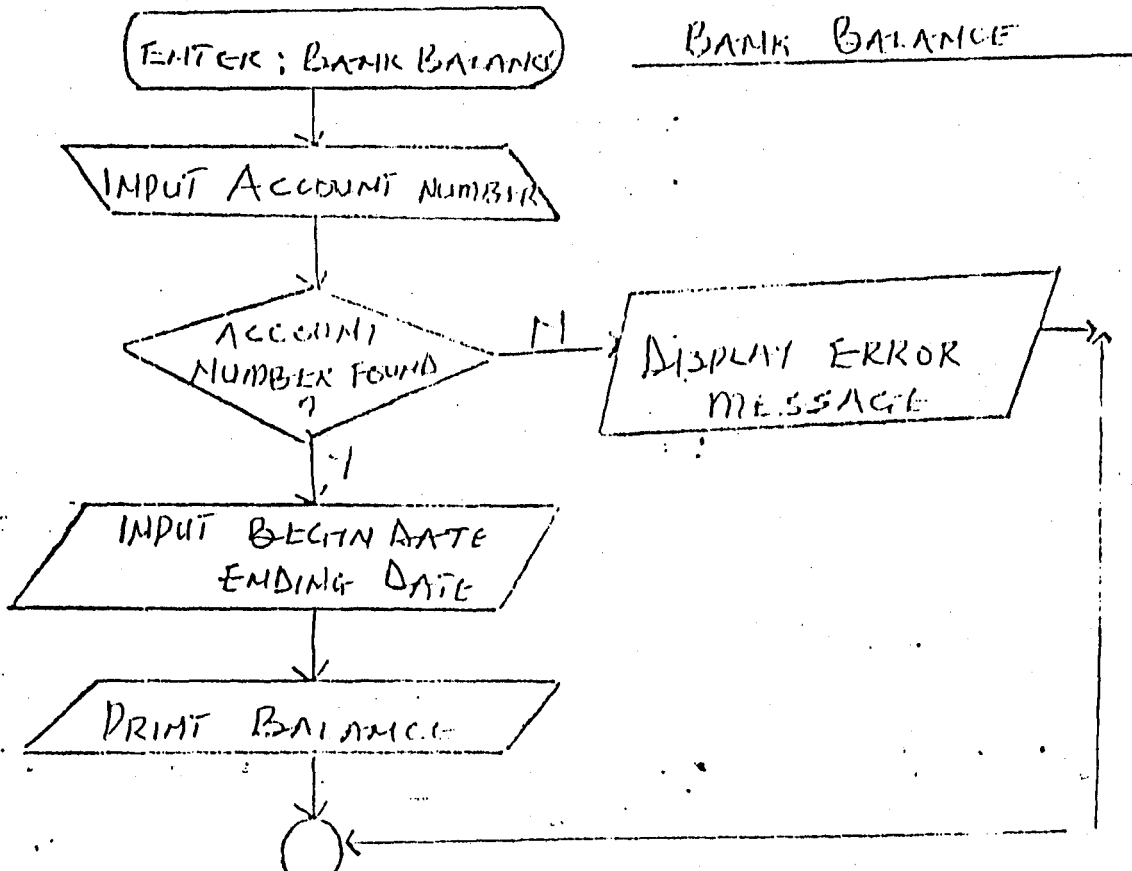 BANK BALANCE
ENTER: BANK BALANCE
INPUT ACCOUNT NUMBER
ACCOUNT
NUMBER FOUND
?
N
DISPLAY ERROR
MESSAGE
Y
INPUT BEGIN DATE
ENDING DATE
PRINT BALANCE